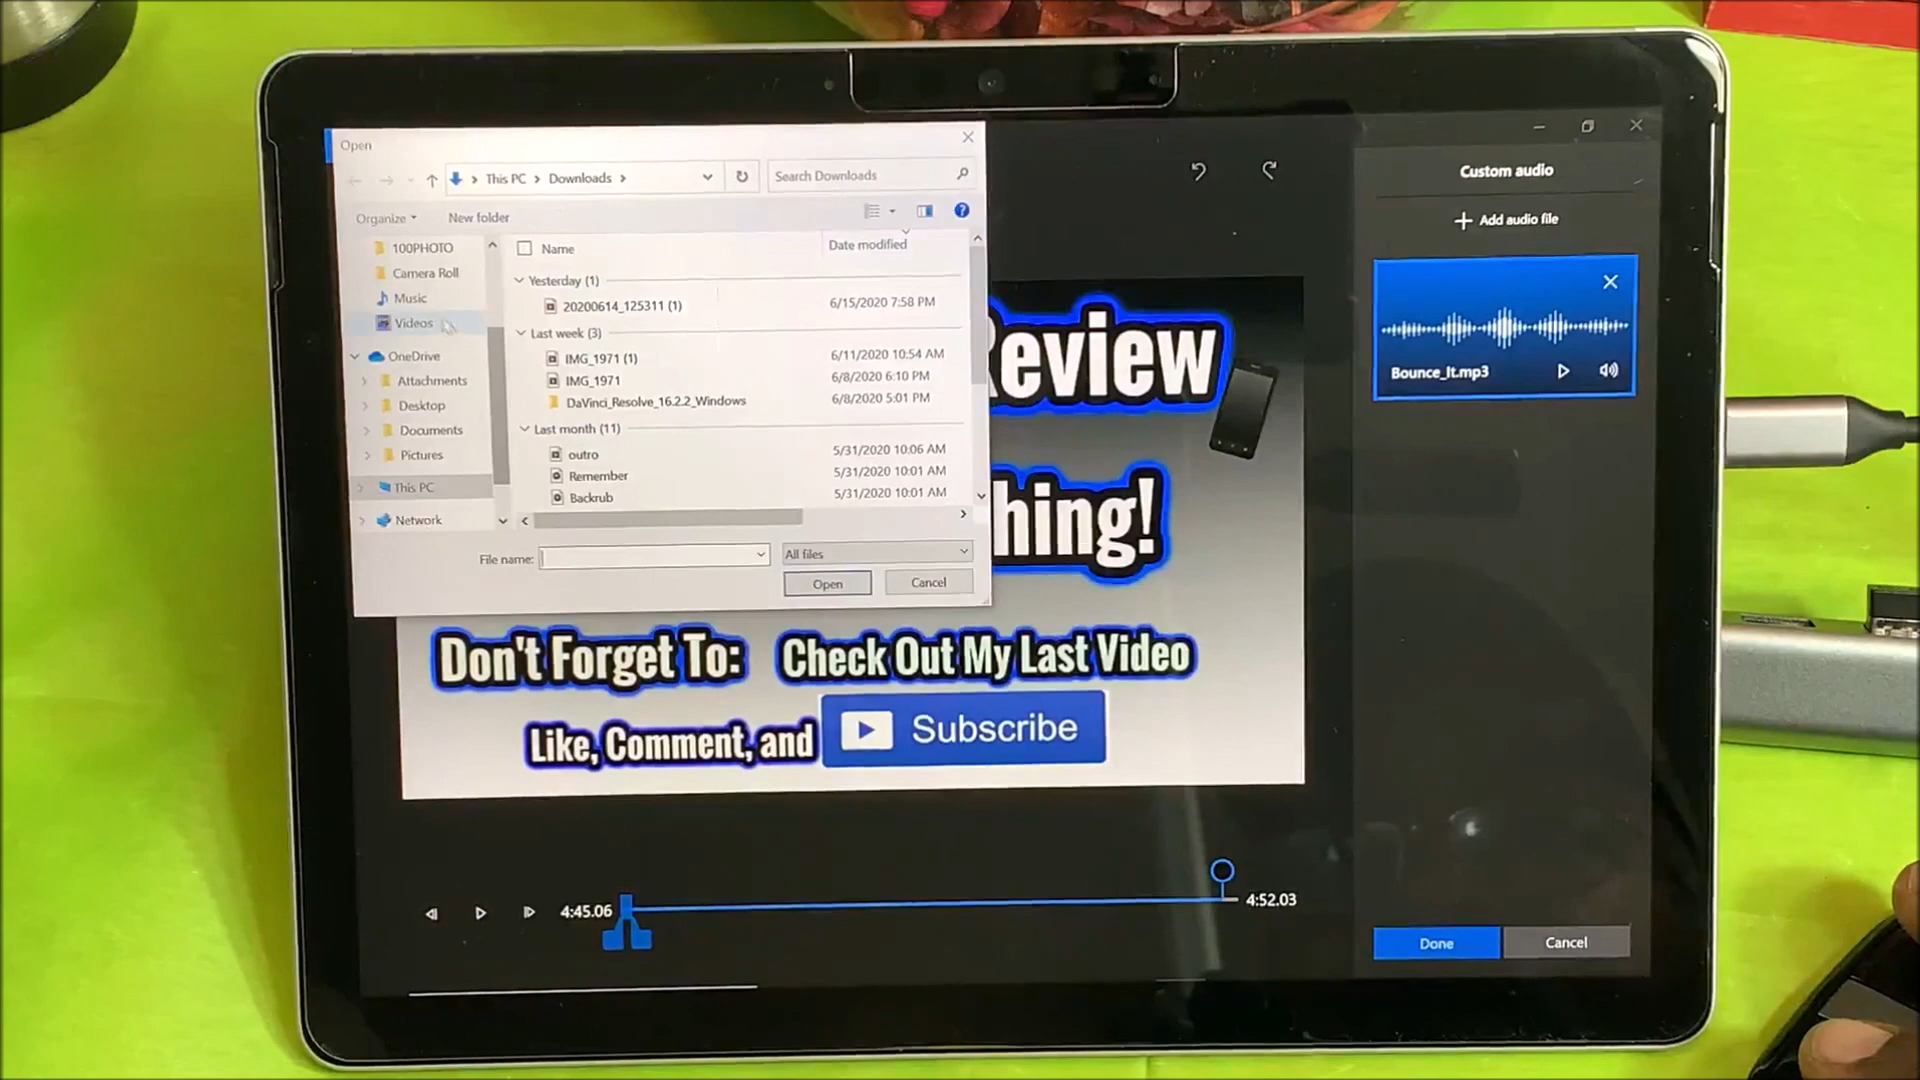 Open
This PC > Downloads >
Search Downloads
Organize
New folder
100PHOTO
Camera Roll
Music
Videos
OneDrive
Attachments
Desktop
Documents
Pictures
This PC
Network
Name
Date modified
Yesterday (1)
20200614_125311 (1)
6/15/2020 7:58 PM
Last week (3)
IMG_1971 (1)
6/11/2020 10:54 AM
IMG_1971
6/8/2020 6:10 PM
DaVinci_Resolve_16.2.2_Windows
6/8/2020 5:01 PM
Last month (11)
outro
5/31/2020 10:06 AM
Remember
5/31/2020 10:01 AM
Backrub
5/31/2020 10:01 AM
File name:
All files
Open
Cancel
Custom audio
+ Add audio file
Bounce_It.mp3
eview
hing!
Don't Forget To:
Check Out My Last Video
Like, Comment, and
Subscribe
4:45.06
4:52.03
Done
Cancel